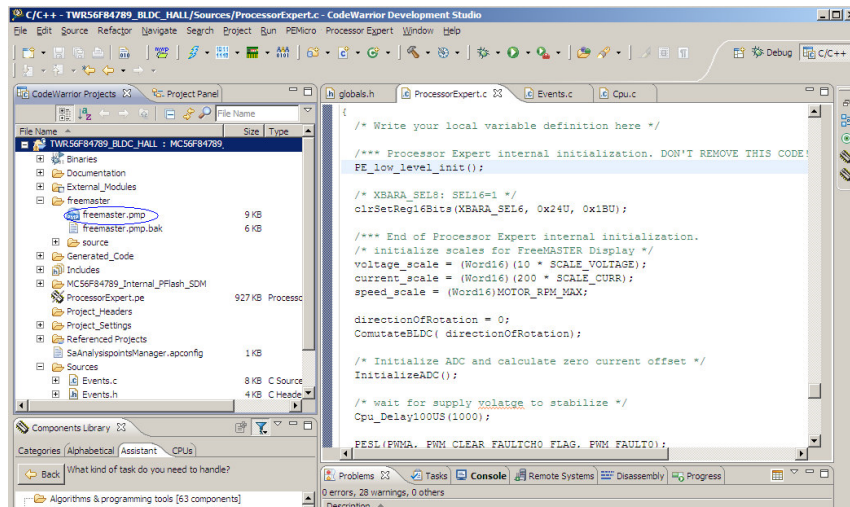 C/C++ - TWR56F84789_BLDC_HALL/Sources/ProcessorExpert.c - CodeWarrior Development Studio
File Edit Source Refactor Navigate Search Project Run PEMicro Processor Expert Window Help
Debug C/C++
CodeWarrior Projects Project Panel
File Name
File Name Size Type
TWR56F84789_BLDC_HALL : MC56F84789
Binaries
Documentation
External_Modules
freemaster
freemaster.pmp 9 KB
freemaster.pmp.bak 6 KB
source
Generated_Code
Includes
MC56F84789_Internal_PFlash_SDM
ProcessorExpert.pe 927 KB Processc
Project_Headers
Project_Settings
Referenced Projects
SaAnalysispointsManager.apconfig 1 KB
Sources
Events.c 8 KB C Source
Events.h 4 KB C Heade
Components Library
Categories Alphabetical Assistant CPUs
Back What kind of task do you need to handle?
Algorithms & programming tools [63 components]
globals.h ProcessorExpert.c Events.c Cpu.c
{
/* Write your local variable definition here */
/*** Processor Expert internal initialization. DON'T REMOVE THIS CODE!
PE_low_level_init();
/* XBARA_SEL8: SEL16=1 */
clrSetReg16Bits(XBARA_SEL6, 0x24U, 0x1BU);
/*** End of Processor Expert internal initialization.
/* initialize scales for FreeMASTER Display */
voltage_scale = (Word16)(10 * SCALE_VOLTAGE);
current_scale = (Word16)(200 * SCALE_CURR);
speed_scale = (Word16)MOTOR_RPM_MAX;
directionOfRotation = 0;
ComutateBLDC( directionOfRotation);
/* Initialize ADC and calculate zero current offset */
InitializeADC();
/* wait for supply volatge to stabilize */
Cpu_Delay100US(1000);
PESL(PWMA, PWM_CLEAR_FAULTCH0_FLAG, PWM_FAULT0);
Problems Tasks Console Remote Systems Disassembly Progress
0 errors, 28 warnings, 0 others
Description